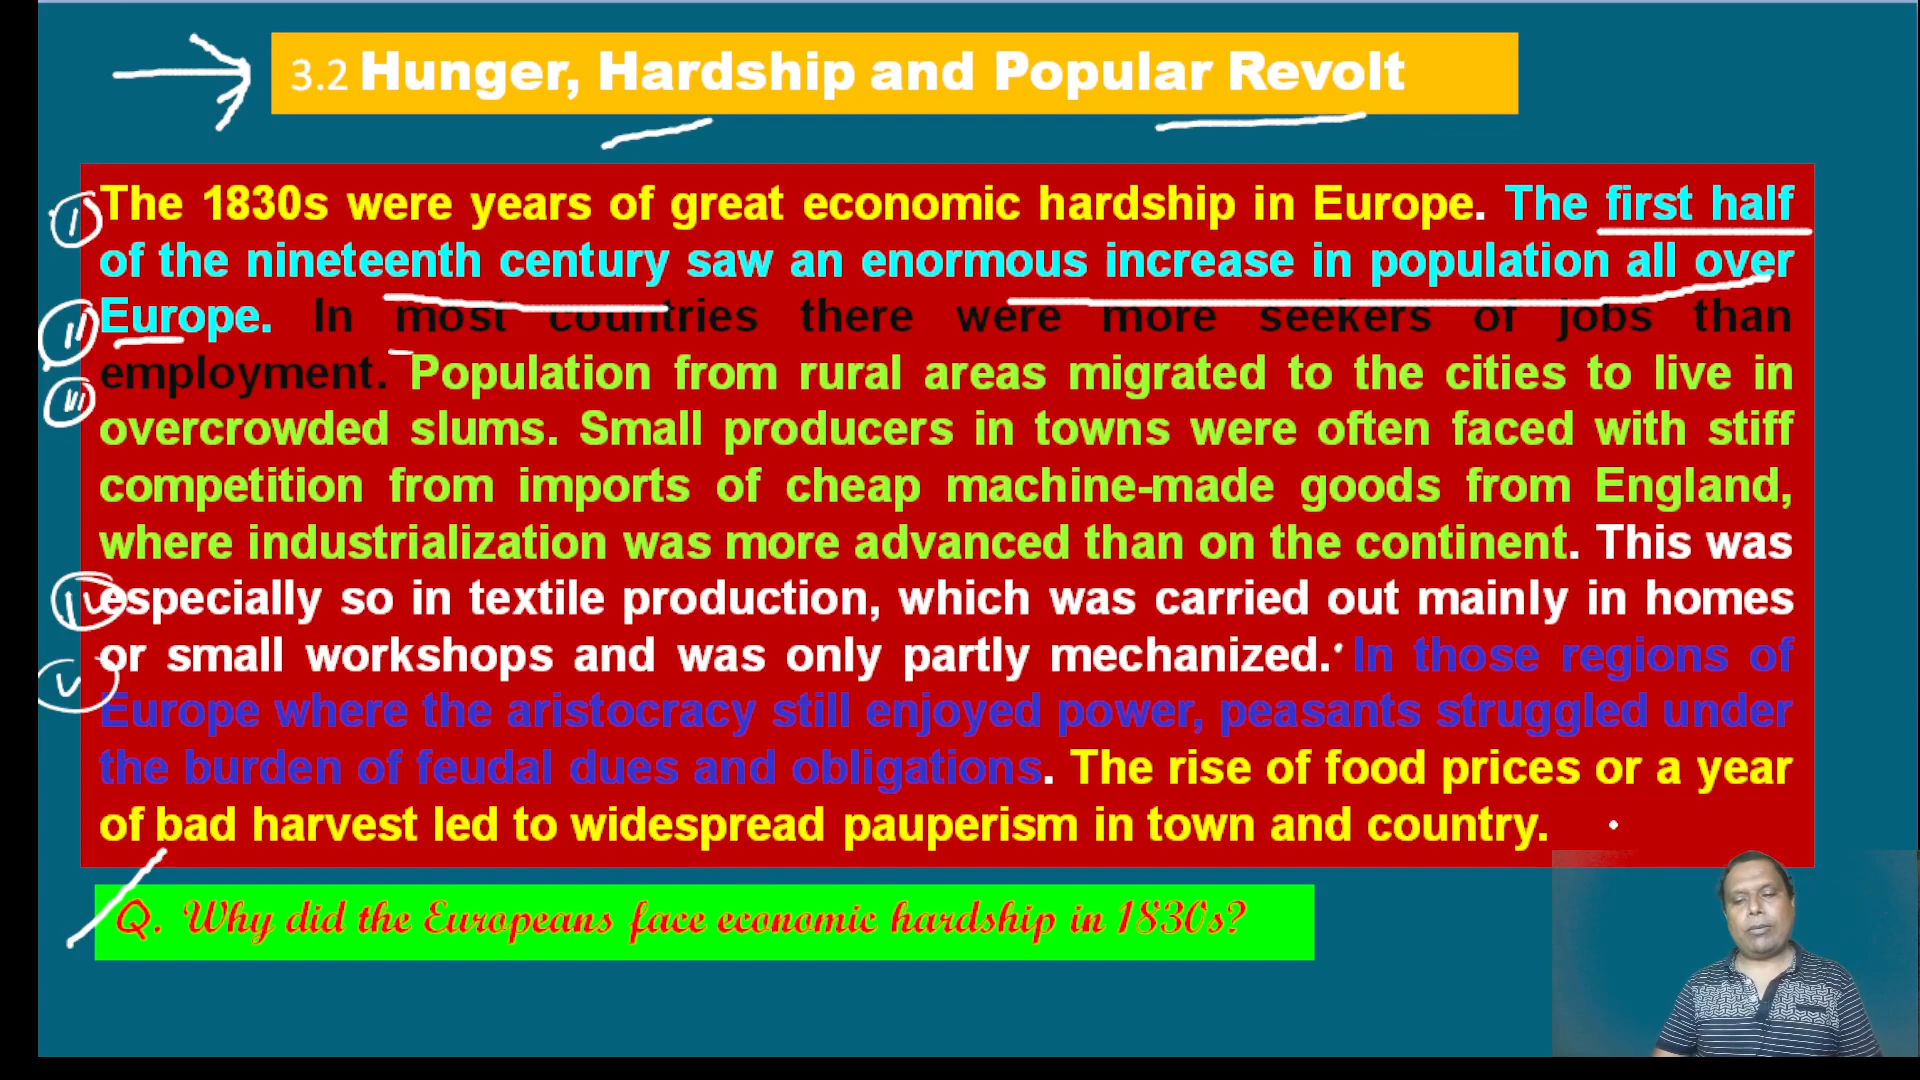 3.2 Hunger, Hardship and Popular Revolt
I The 1830s were years of great economic hardship in Europe. The first half
of the nineteenth century saw an enormous increase in population all over
II Europe. In most countries there were more seekers of jobs than
III employment. Population from rural areas migrated to the cities to live in
overcrowded slums. Small producers in towns were often faced with stiff
competition from imports of cheap machine-made goods from England,
where industrialization was more advanced than on the continent. This was
IV especially so in textile production, which was carried out mainly in homes
V or small workshops and was only partly mechanized. In those regions of
Europe where the aristocracy still enjoyed power, peasants struggled under
the burden of feudal dues and obligations. The rise of food prices or a year
of bad harvest led to widespread pauperism in town and country.
Q. Why did the Europeans face economic hardship in 1830's?